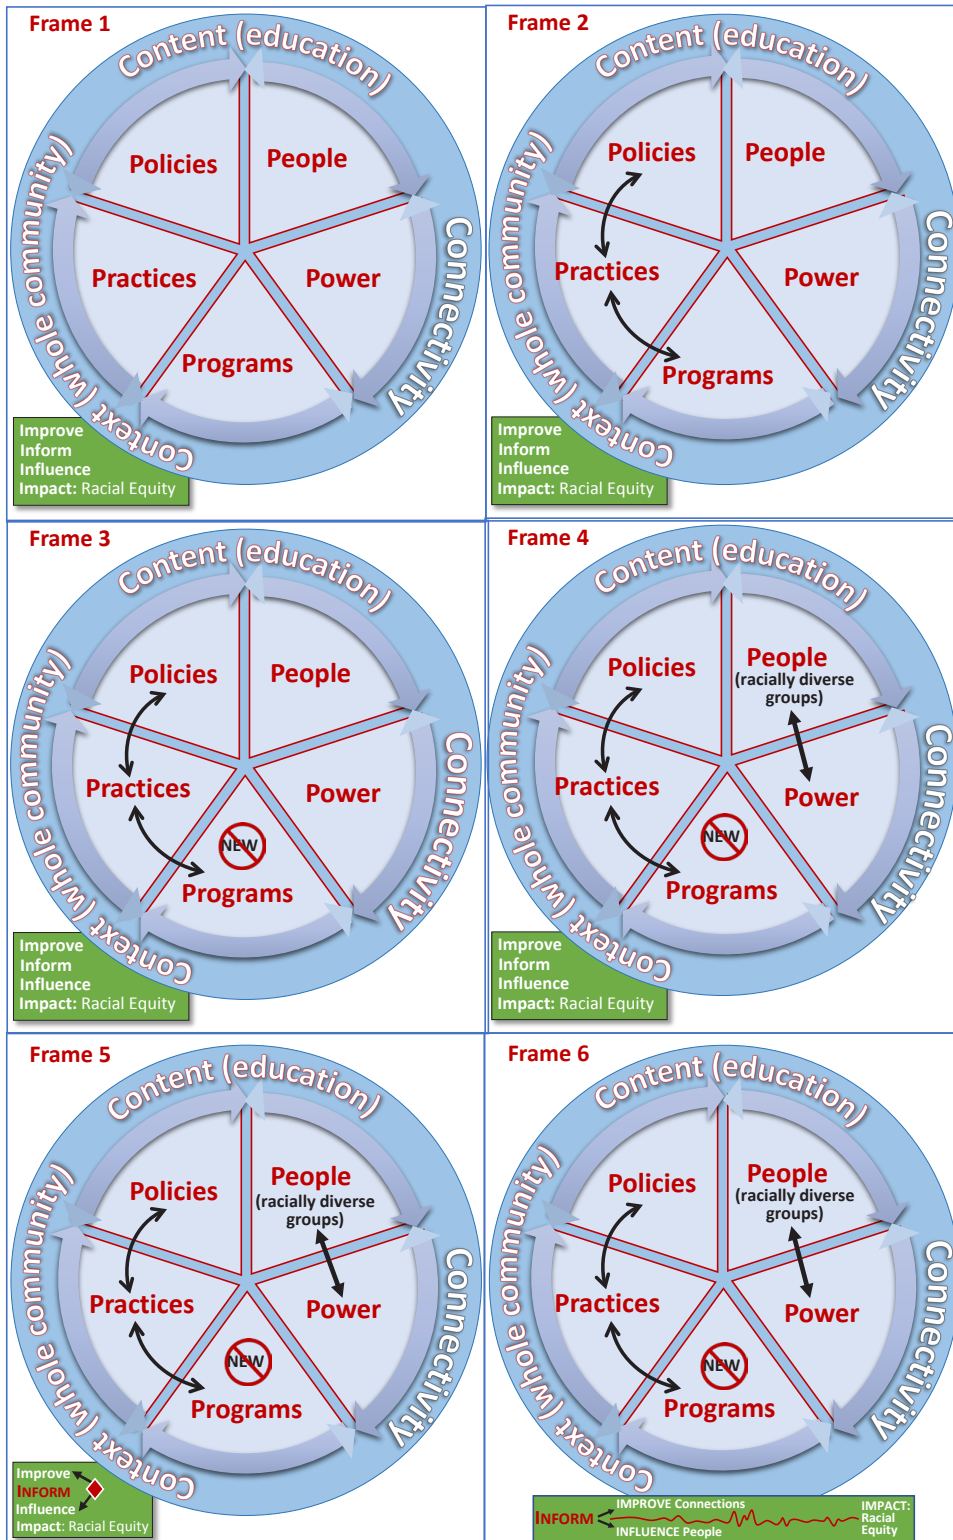 Frame 1
Content (education)
Policies
People
Context (whole community)
Connectivity
Practices
Power
Programs
Improve
Inform
Influence
Impact: Racial Equity
Frame 2
Content (education)
Policies
People
Context (whole community)
Connectivity
Practices
Power
Programs
Improve
Inform
Influence
Impact: Racial Equity
Frame 3
Content (education)
Policies
People
Context (whole community)
Connectivity
Practices
Power
NEW
Programs
Improve
Inform
Influence
Impact: Racial Equity
Frame 4
Content (education)
Policies
People
(racially diverse
groups)
Context (whole community)
Connectivity
Practices
Power
NEW
Programs
Improve
Inform
Influence
Impact: Racial Equity
Frame 5
Content (education)
Policies
People
(racially diverse
groups)
Context (whole community)
Connectivity
Practices
Power
NEW
Programs
Improve
INFORM
Influence
Impact: Racial Equity
Frame 6
Content (education)
Policies
People
(racially diverse
groups)
Context (whole community)
Connectivity
Practices
Power
NEW
Programs
INFORM
IMPROVE Connections
INFLUENCE People
IMPACT:
Racial
Equity